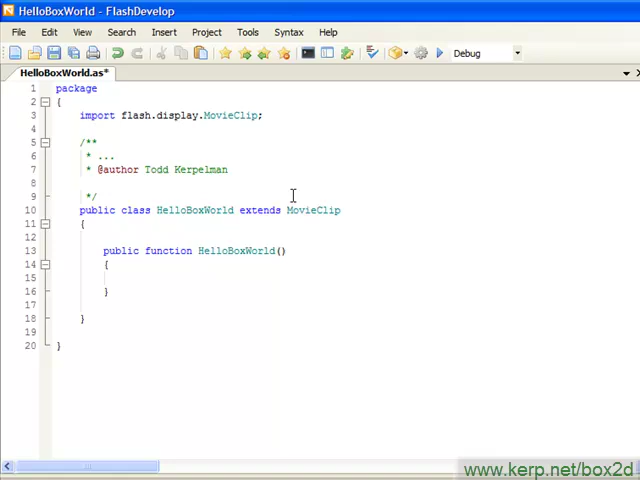 HelloBoxWorld - FlashDevelop
File Edit View Search Insert Project Tools Syntax Help
Debug
HelloBoxWorld.as*
1 package
2 {
3 import flash.display.MovieClip;
4
5 /**
6 * ...
7 * @author Todd Kerpelman
8
9 */
10 public class HelloBoxWorld extends MovieClip
11 {
12
13 public function HelloBoxWorld()
14 {
15
16 }
17
18 }
19
20 }
www.kerp.net/box2d